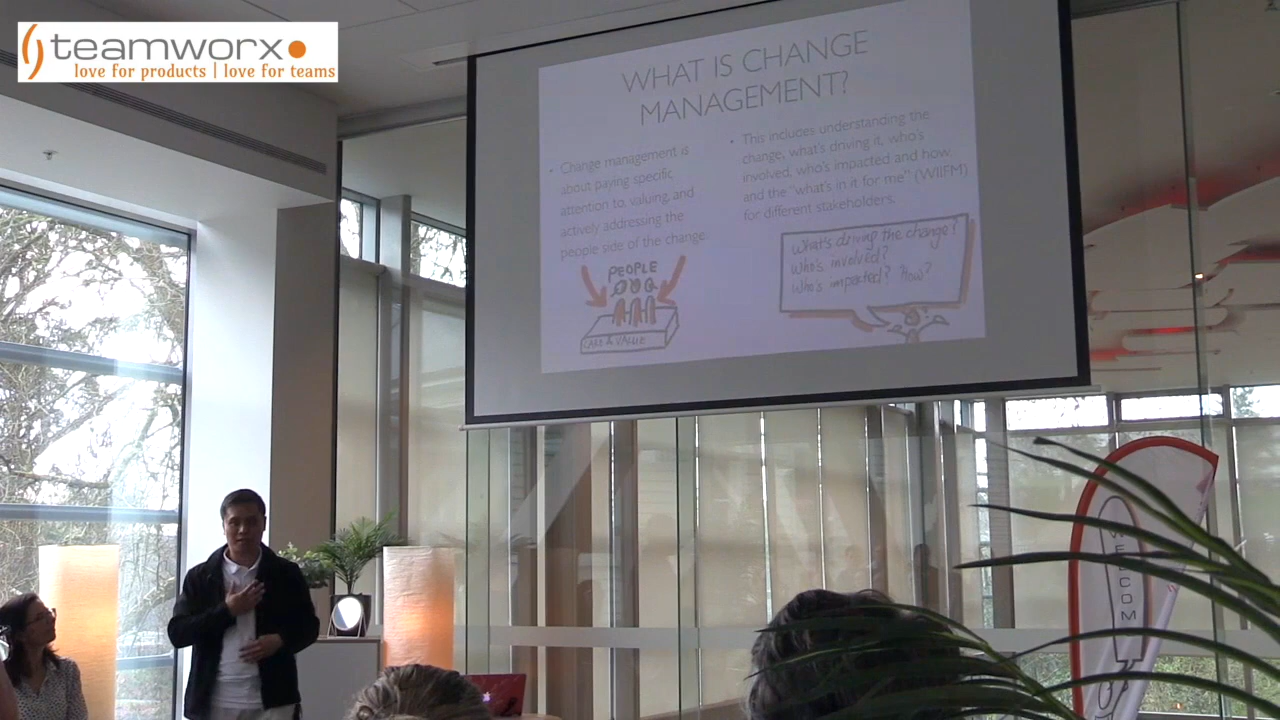 teamworx
love for products | love for teams
WHAT IS CHANGE
MANAGEMENT?
• Change management is
about paying specific
attention to, valuing, and
actively addressing the
people side of the change.
PEOPLE
CARE & VALUE
• This includes understanding the
change, what's driving it, who's
involved, who's impacted and how,
and the "what's in it for me" (WIIFM)
for different stakeholders.
What's driving the change?
Who's involved?
Who's impacted? How?
WELCOM